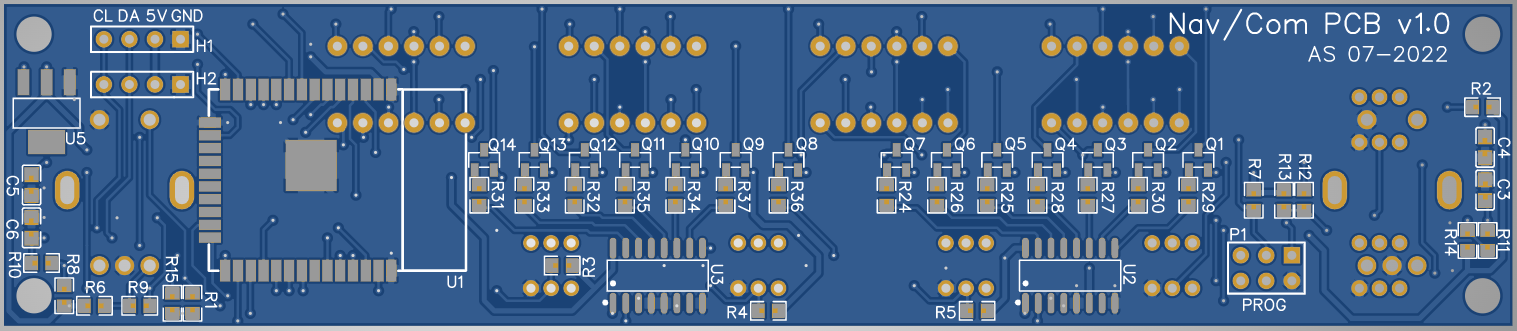 CL DA 5V GND
Nav/Com PCB v1.0
H1
AS 07-2022
H2
R2
U5
Q14 Q13 Q12 Q11 Q10 Q9 Q8 Q7 Q6 Q5 Q4 Q3 Q2 Q1
C4
C5
R31 R33 R32 R35 R34 R37 R36 R24 R26 R25 R28 R27 R30 R29
R7 R13 R12
C3
C6
P1
R14 R11
R10 R8
R15
R3
U3
U2
U1
R6 R9
R1
R4
R5
PROG